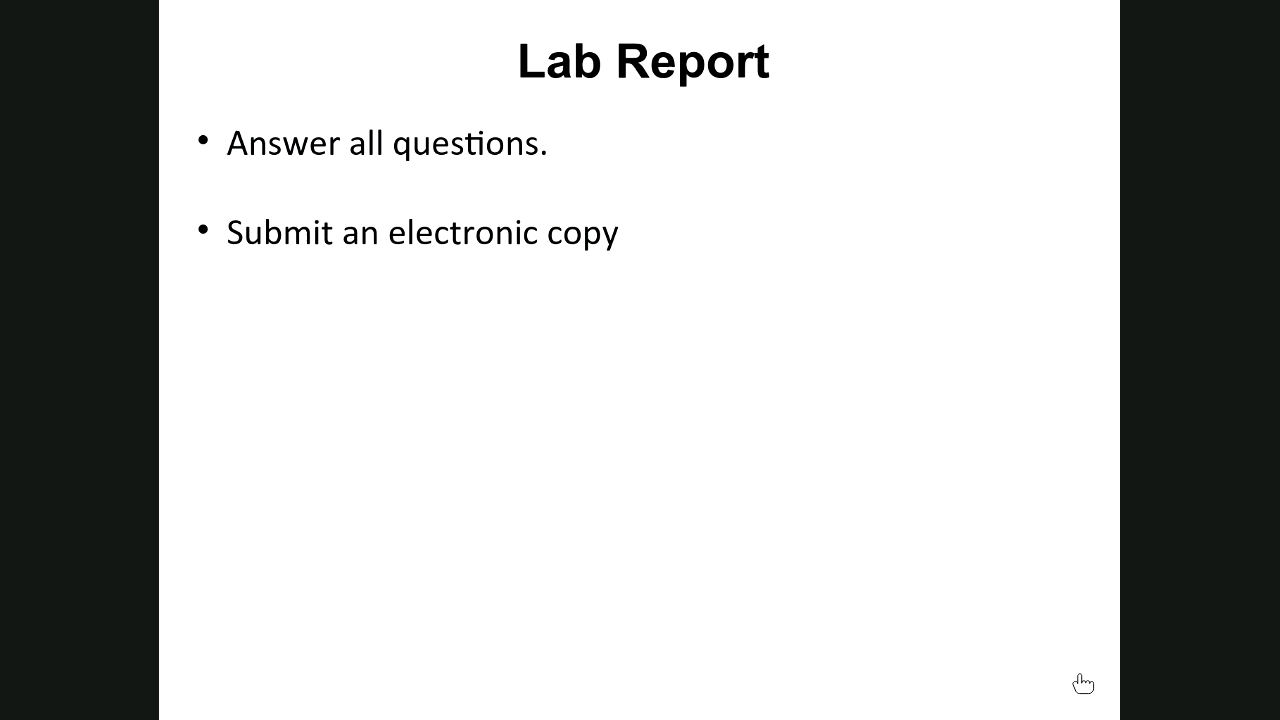 Lab Report
• Answer all questions.
• Submit an electronic copy